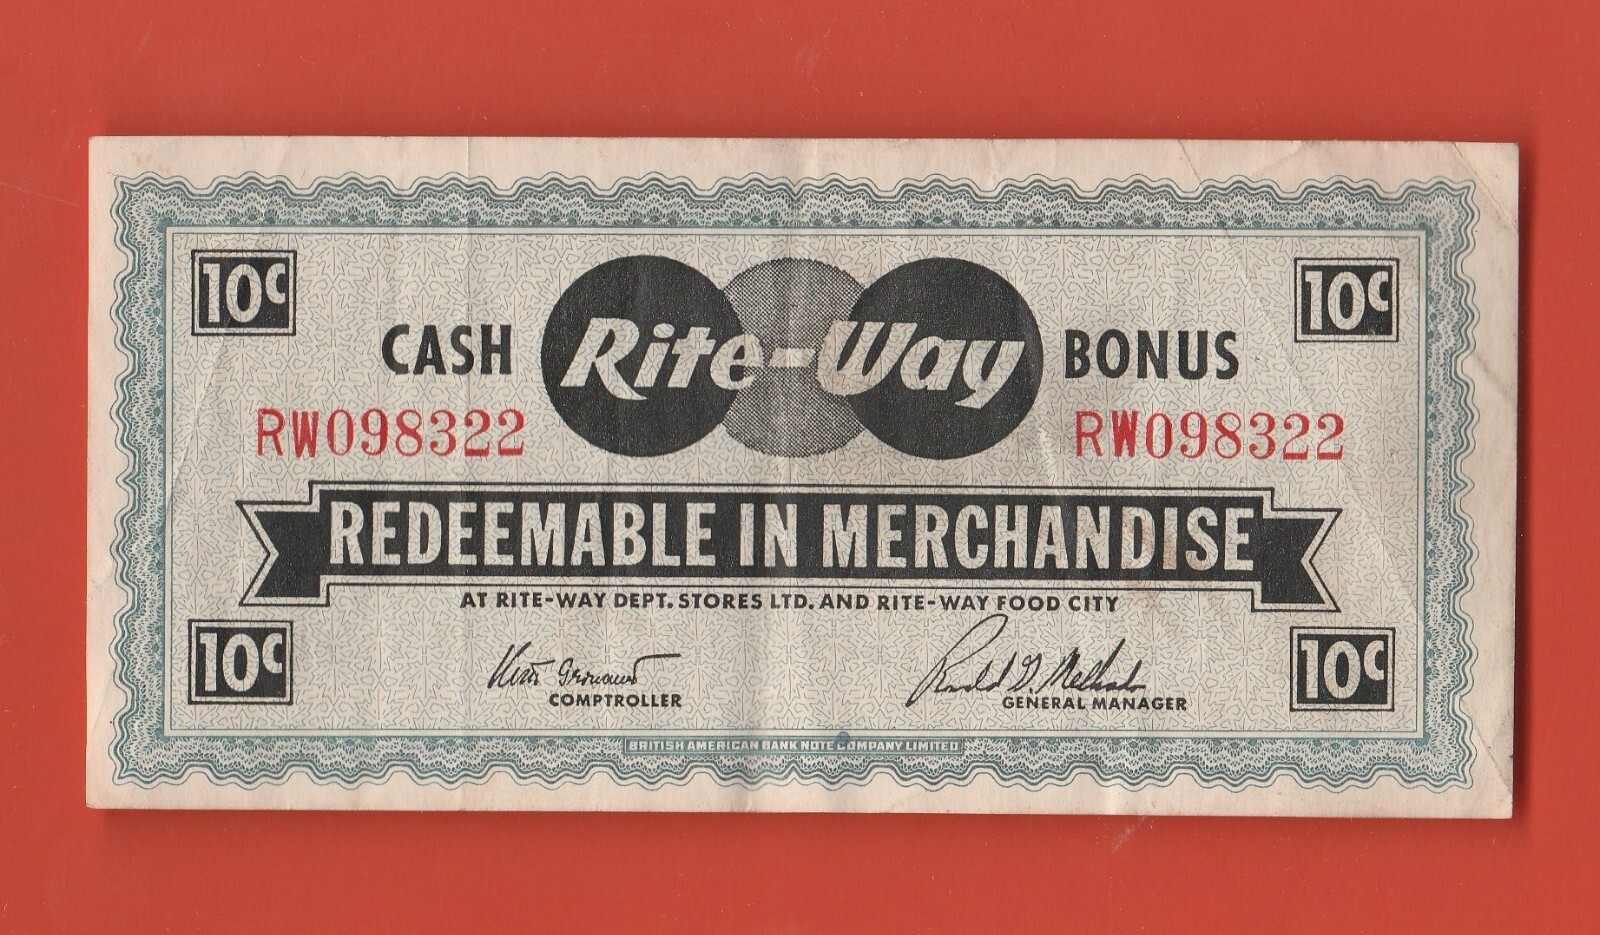 10¢ 10¢
CASH Rite-Way BONUS
RW098322 RW098322
REDEEMABLE IN MERCHANDISE
AT RITE-WAY DEPT. STORES LTD. AND RITE-WAY FOOD CITY
10¢ 10¢
COMPTROLLER GENERAL MANAGER
BRITISH AMERICAN BANK NOTE COMPANY LIMITED